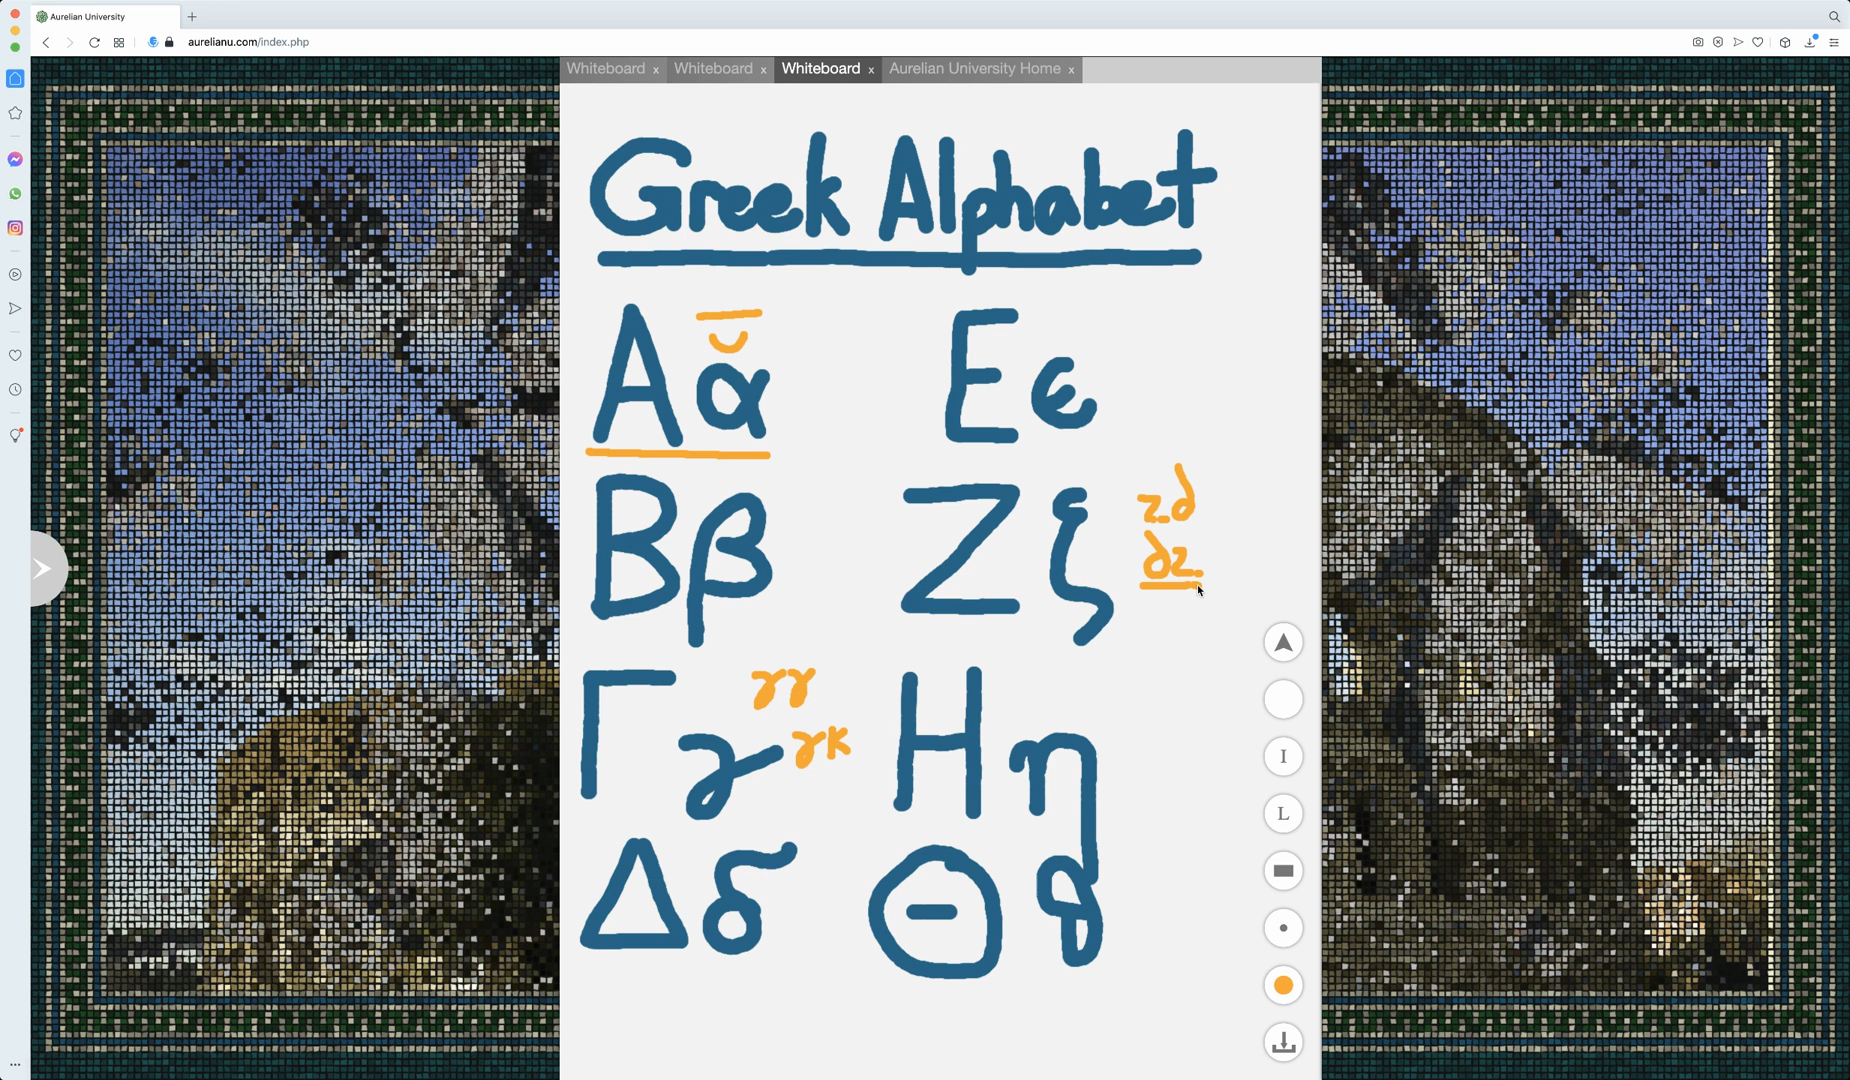 Aurelian University
aurelianu.com/index.php
Whiteboard x Whiteboard x Whiteboard x Aurelian University Home x
Greek Alphabet
Α ᾰ̄
Β β
Γ γ
γγ
γκ
Δ δ
Ε ε
Ζ ζ
zd
dz
Η η
Θ θ
I
L